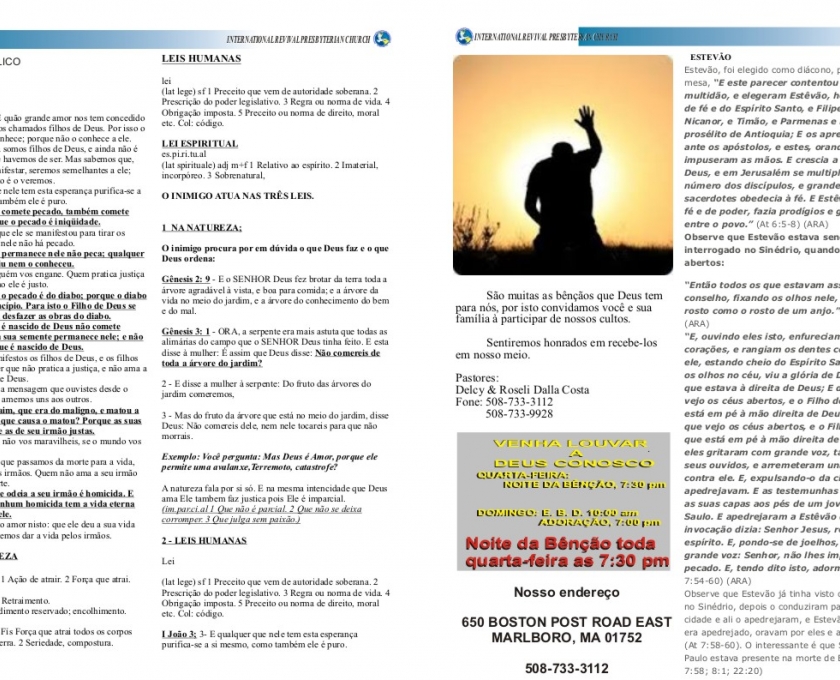 INTERNATIONAL REVIVAL PRESBYTERIAN CHURCH
LICO
quão grande amor nos tem concedido
os chamados filhos de Deus. Por isso o
nhece; porque não o conhece a ele.
somos filhos de Deus, e ainda não é
havemos de ser. Mas sabemos que,
nifestar, seremos semelhantes a ele;
o é o veremos.
e nele tem esta esperança purifica-se a
ambém ele é puro.
comete pecado, também comete
que o pecado é iniqüidade.
que ele se manifestou para tirar os
nele não há pecado.
permanece nele não peca; qualquer
iu nem o conheceu.
guém vos engane. Quem pratica justiça
o ele é justo.
o pecado é do diabo; porque o diabo
ncípio. Para isto o Filho de Deus se
desfazer as obras do diabo.
é nascido de Deus não comete
a sua semente permanece nele; e não
que é nascido de Deus.
nifestos os filhos de Deus, e os filhos
er que não pratica a justiça, e não ama a
e Deus.
a mensagem que ouvistes desde o
amemos uns aos outros.
aim, que era do maligno, e matou a
que causa o matou? Porque as suas
e as de seu irmão justas.
não vos maravilheis, se o mundo vos
que passamos da morte para a vida,
s irmãos. Quem não ama a seu irmão
rte.
e odeia a seu irmão é homicida. E
nhum homicida tem a vida eterna
ele.
o amor nisto: que ele deu a sua vida
emos dar a vida pelos irmãos.
EZA
1 Ação de atrair. 2 Força que atrai.
Retraimento.
dimento reservado; encolhimento.
Fís Força que atrai todos os corpos
erra. 2 Seriedade, compostura.
LEIS HUMANAS
lei
(lat lege) sf 1 Preceito que vem de autoridade soberana. 2
Prescrição do poder legislativo. 3 Regra ou norma de vida. 4
Obrigação imposta. 5 Preceito ou norma de direito, moral
etc. Col: código.
LEI ESPIRITUAL
es.pi.ri.tu.al
(lat spirituale) adj m+f 1 Relativo ao espírito. 2 Imaterial,
incorpóreo. 3 Sobrenatural,
O INIMIGO ATUA NAS TRÊS LEIS.
1 NA NATUREZA;
O inimigo procura por em dúvida o que Deus faz e o que
Deus ordena:
Gênesis 2: 9 - E o SENHOR Deus fez brotar da terra toda a
árvore agradável à vista, e boa para comida; e a árvore da
vida no meio do jardim, e a árvore do conhecimento do bem
e do mal.
Gênesis 3: 1 - ORA, a serpente era mais astuta que todas as
alimárias do campo que o SENHOR Deus tinha feito. E esta
disse à mulher: É assim que Deus disse: Não comereis de
toda a árvore do jardim?
2 - E disse a mulher à serpente: Do fruto das árvores do
jardim comeremos,
3 - Mas do fruto da árvore que está no meio do jardim, disse
Deus: Não comereis dele, nem nele tocareis para que não
morrais.
Exemplo: Você pergunta: Mas Deus é Amor, porque ele
permite uma avalanxe,Terremoto, catastrofe?
A natureza fala por si só. E na mesma intencidade que Deus
ama Ele tambem faz justica pois Ele é imparcial.
(im.par.ci.al 1 Que não é parcial. 2 Que não se deixa
corromper. 3 Que julga sem paixão.)
2 - LEIS HUMANAS
Lei
(lat lege) sf 1 Preceito que vem de autoridade soberana. 2
Prescrição do poder legislativo. 3 Regra ou norma de vida. 4
Obrigação imposta. 5 Preceito ou norma de direito, moral
etc. Col: código.
I João 3; 3- E qualquer que nele tem esta esperança
purifica-se a si mesmo, como também ele é puro.
INTERNATIONAL REVIVAL PRESBYTERIAN CHURCH
São muitas as bênçãos que Deus tem
para nós, por isto convidamos você e sua
família à participar de nossos cultos.
Sentiremos honrados em recebe-los
em nosso meio.
Pastores:
Delcy & Roseli Dalla Costa
Fone: 508-733-3112
508-733-9928
VENHA LOUVAR
A
DEUS CONOSCO
QUARTA-FEIRA:
NOITE DA BÊNÇÃO, 7:30 pm
DOMINGO: E. B. D. 10:00 am
ADORAÇÃO, 7:00 pm
Noite da Bênção toda
quarta-feira as 7:30 pm
Nosso endereço
650 BOSTON POST ROAD EAST
MARLBORO, MA 01752
508-733-3112
ESTEVÃO
Estevão, foi elegido como diácono, p
mesa, “E este parecer contentou
multidão, e elegeram Estêvão, ho
de fé e do Espírito Santo, e Filipe
Nicanor, e Timão, e Parmenas e
prosélito de Antioquia; E os apre
ante os apóstolos, e estes, orand
impuseram as mãos. E crescia a
Deus, e em Jerusalém se multipl
número dos discípulos, e grande
sacerdotes obedecia à fé. E Estê
fé e de poder, fazia prodígios e g
entre o povo.” (At 6:5-8) (ARA)
Observe que Estevão estava sen
interrogado no Sinédrio, quando
abertos:
“Então todos os que estavam ass
conselho, fixando os olhos nele,
rosto como o rosto de um anjo.”
(ARA)
“E, ouvindo eles isto, enfurecian
corações, e rangiam os dentes co
ele, estando cheio do Espírito Sa
os olhos no céu, viu a glória de D
que estava à direita de Deus; E d
vejo os céus abertos, e o Filho d
está em pé à mão direita de Deu
que vejo os céus abertos, e o Fil
que está em pé à mão direita de
eles gritaram com grande voz, ta
seus ouvidos, e arremeteram un
contra ele. E, expulsando-o da ci
apedrejavam. E as testemunhas
as suas capas aos pés de um jov
Saulo. E apedrejaram a Estêvão
invocação dizia: Senhor Jesus, r
espírito. E, pondo-se de joelhos,
grande voz: Senhor, não lhes im
pecado. E, tendo dito isto, adorm
7:54-60) (ARA)
Observe que Estevão já tinha visto o
no Sinédrio, depois o conduziram pa
cidade e ali o apedrejaram, e Estevã
era apedrejado, oravam por eles e a
(At 7:58-60). O interessante é que S
Paulo estava presente na morte de E
7:58; 8:1; 22:20)